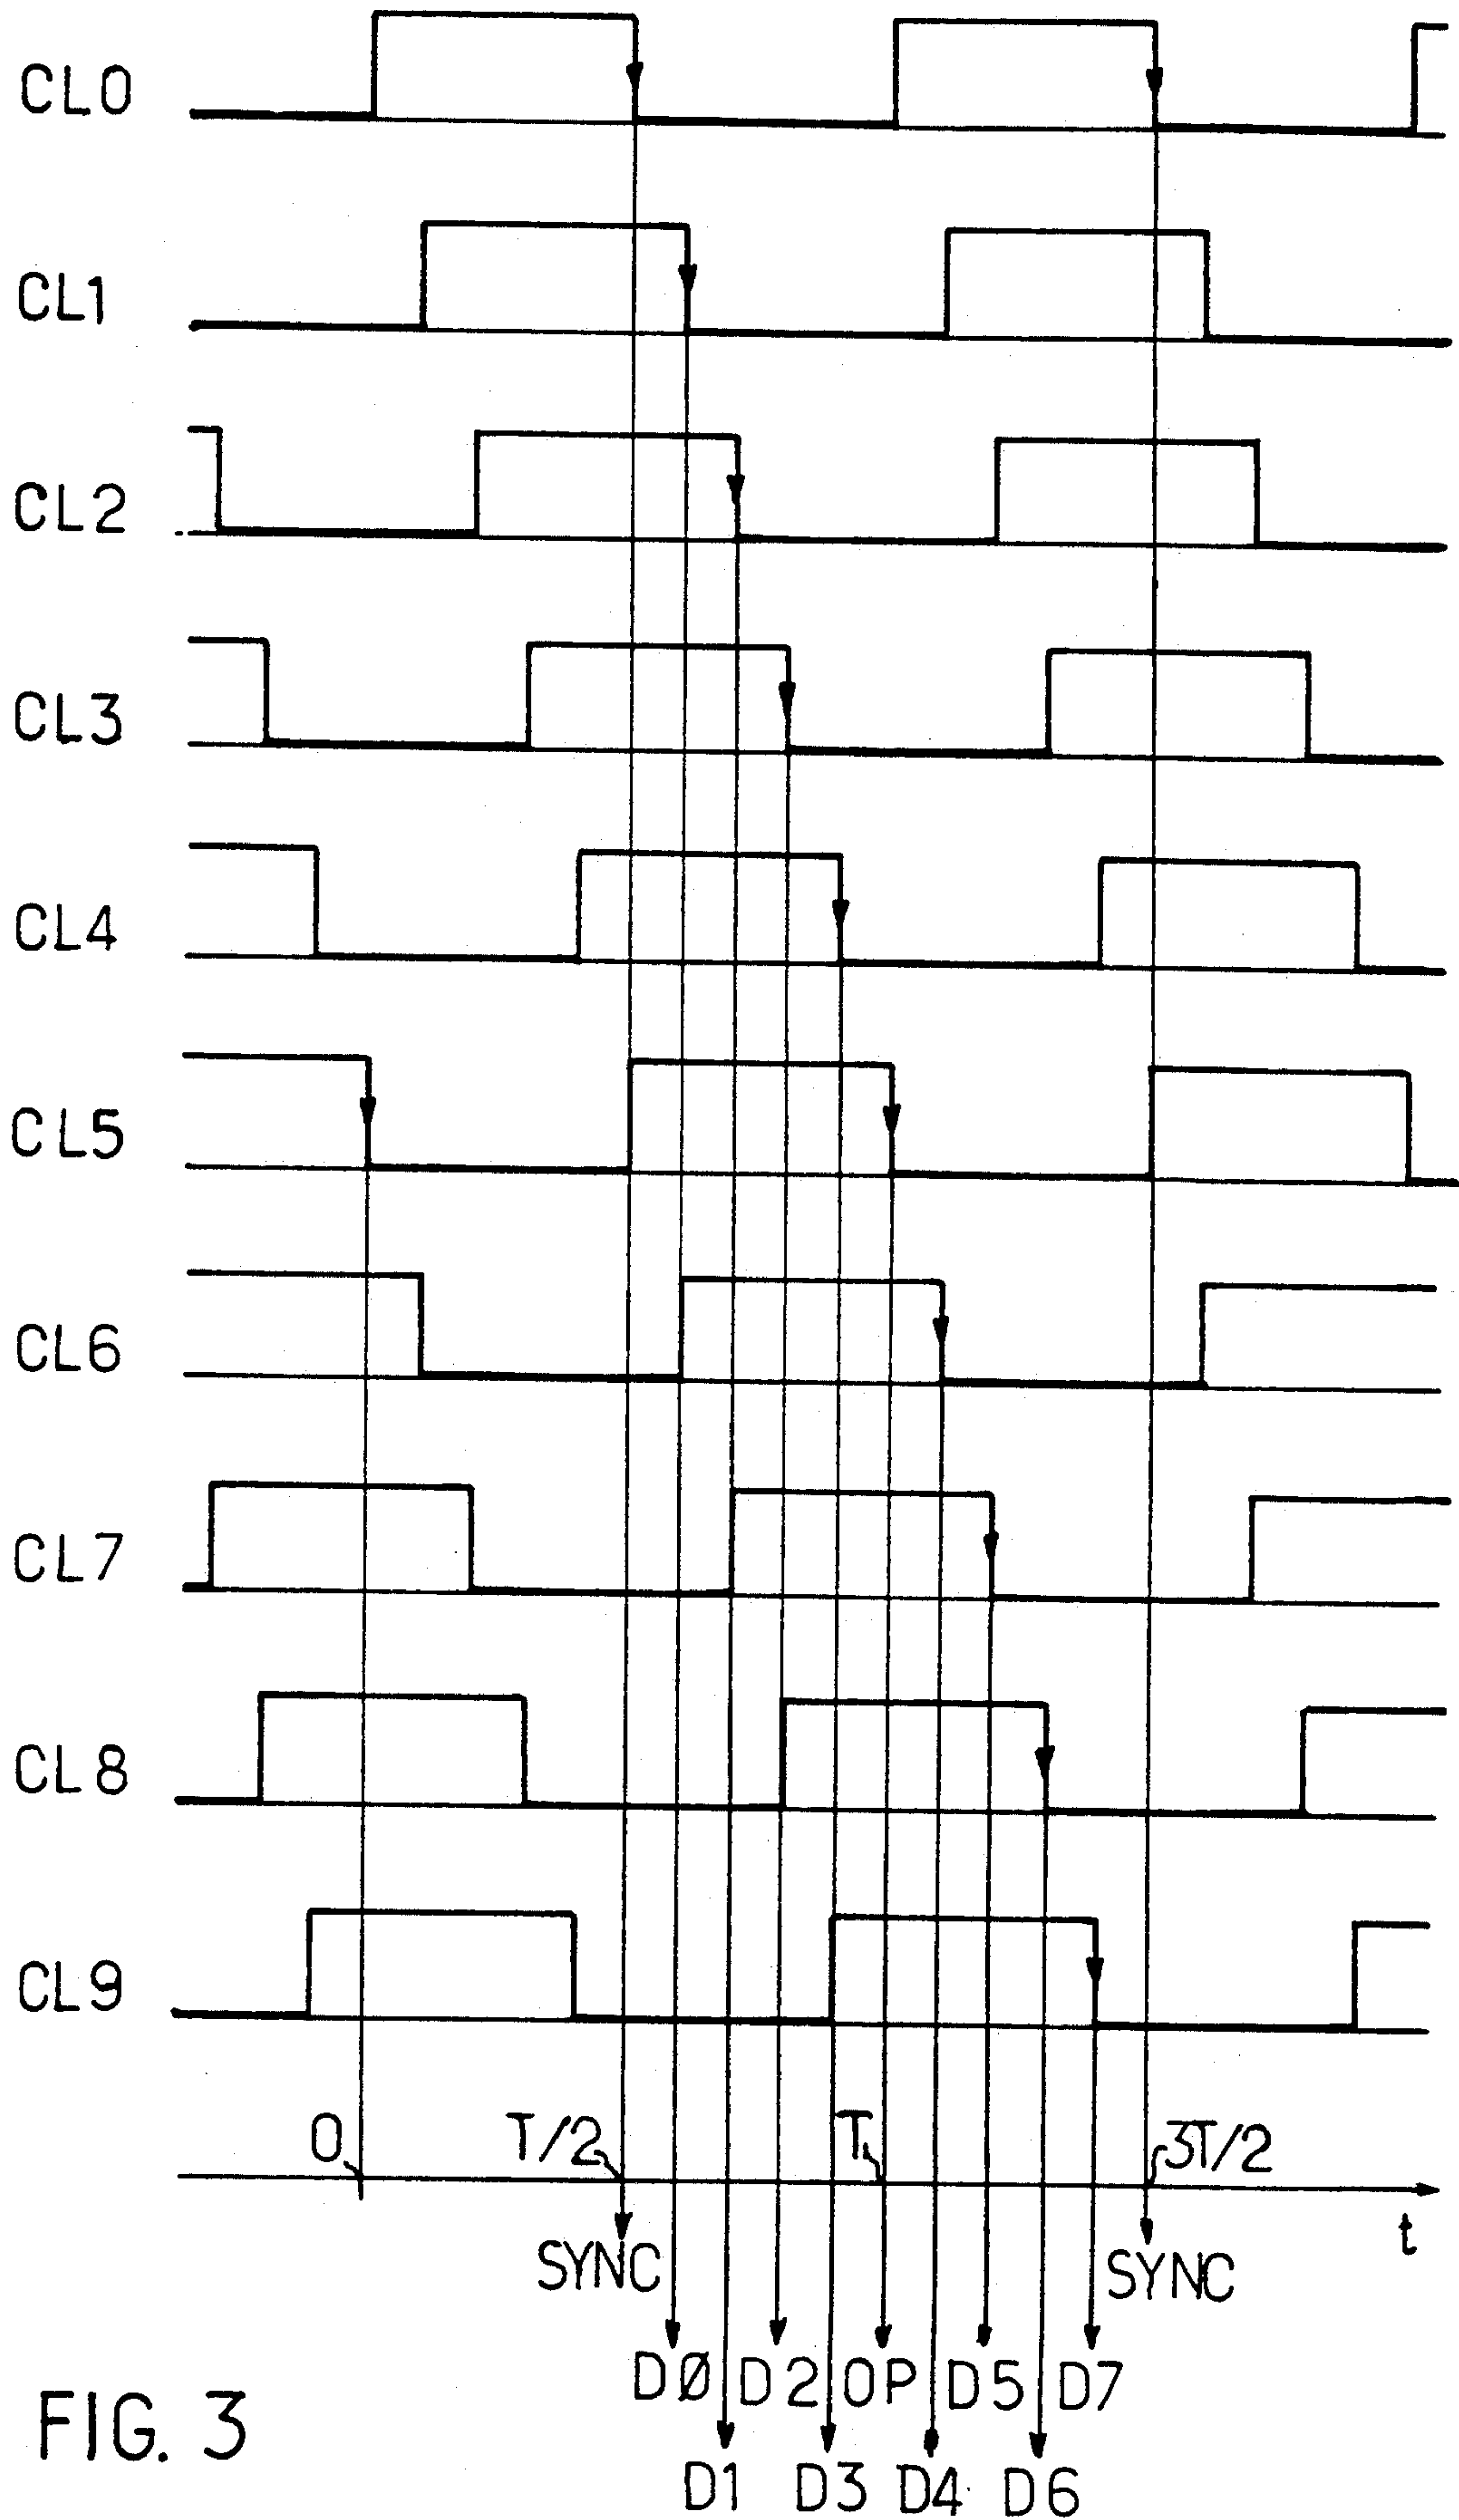 CL0
CL1
CL2
CL3
CL4
CL5
CL6
CL7
CL8
CL9
0 T/2 T 3T/2
t
SYNC SYNC
DØ D2 OP D5 D7
D1 D3 D4 D6
FIG. 3